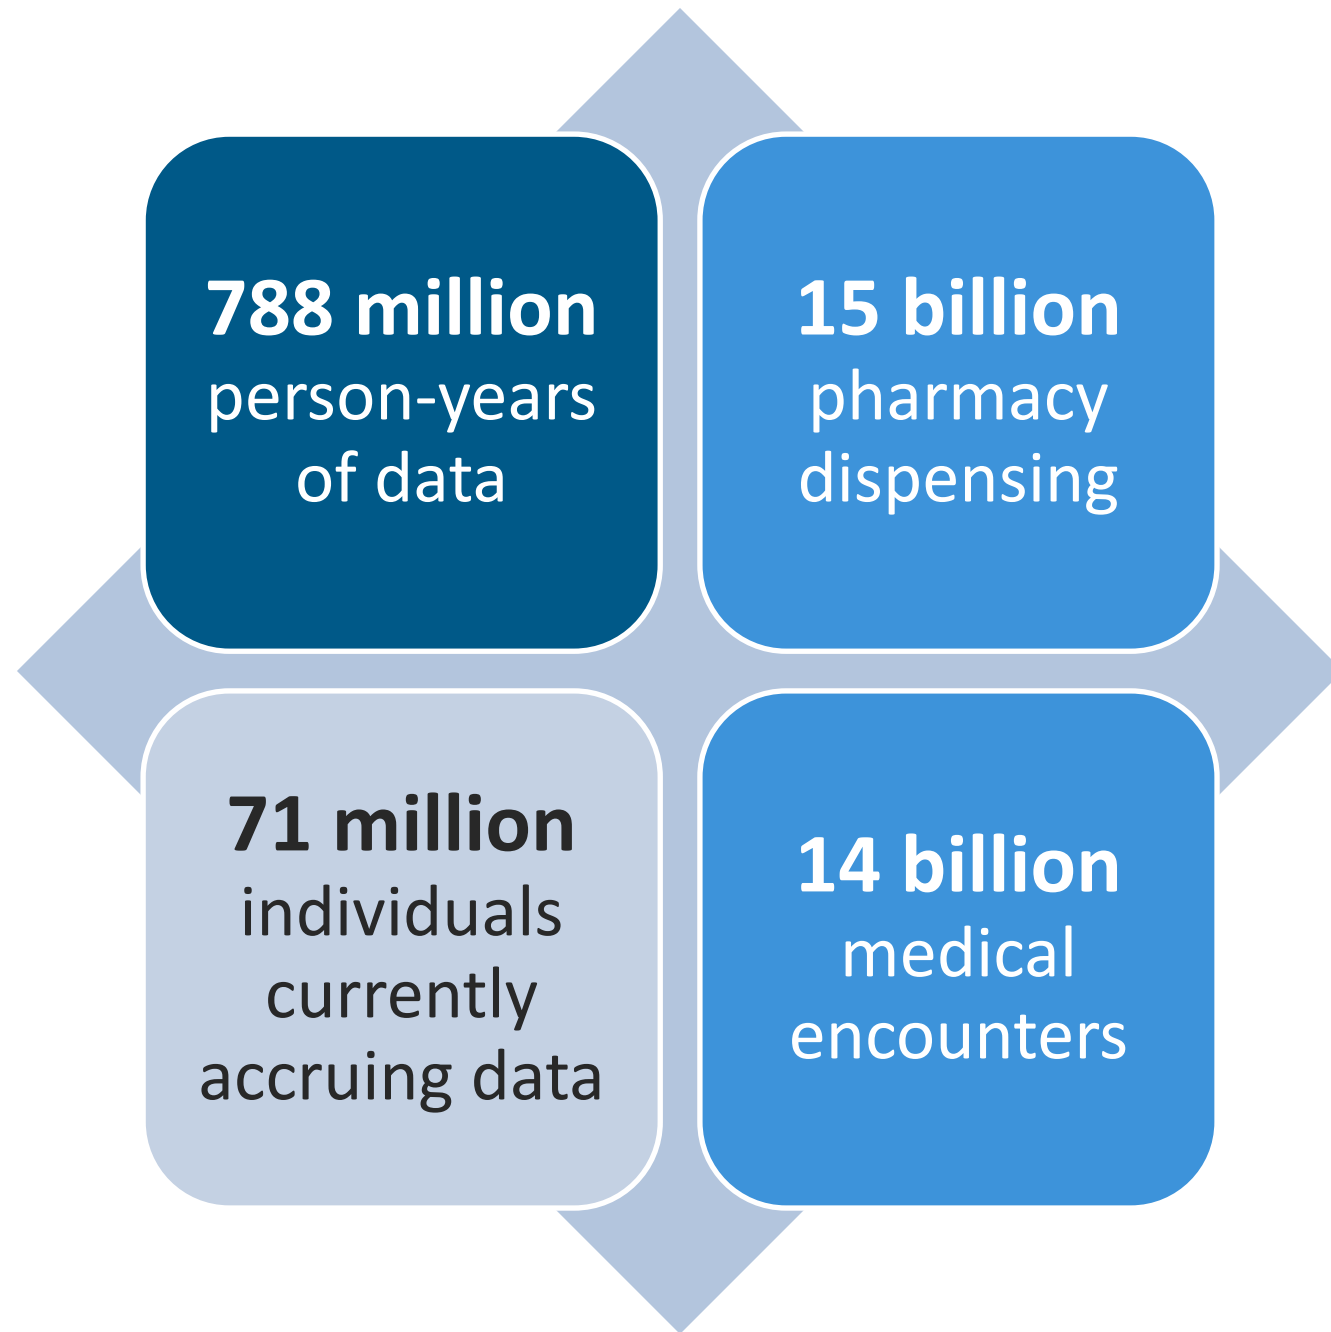 788 million
person-years
of data
15 billion
pharmacy
dispensing
71 million
individuals
currently
accruing data
14 billion
medical
encounters